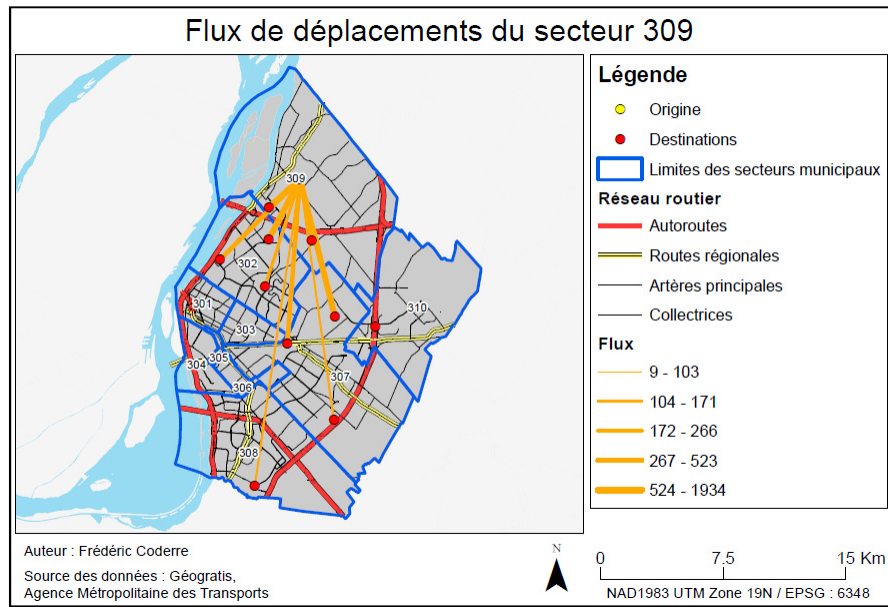 Flux de déplacements du secteur 309
309
302
301
303
310
304
305
306
307
308
Légende
Origine
Destinations
Limites des secteurs municipaux
Réseau routier
Autoroutes
Routes régionales
Artères principales
Collectrices
Flux
9 - 103
104 - 171
172 - 266
267 - 523
524 - 1934
Auteur : Frédéric Coderre
Source des données : Géogratis,
Agence Métropolitaine des Transports
N
0 7.5 15 Km
NAD1983 UTM Zone 19N / EPSG : 6348